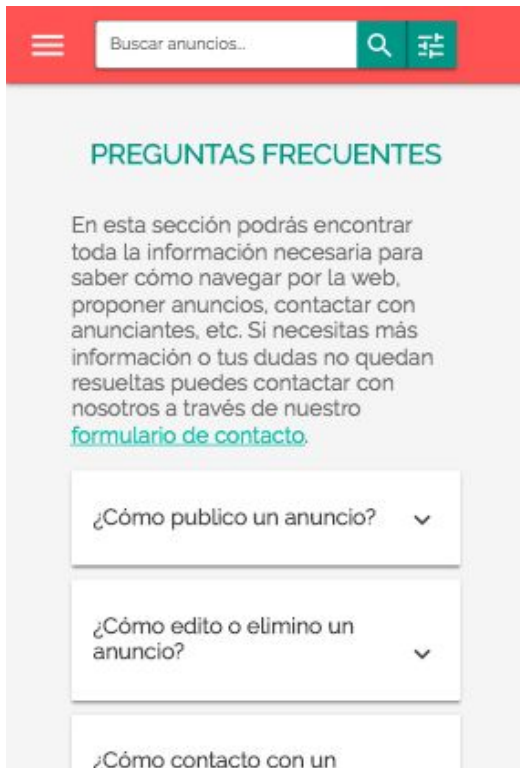 Buscar anuncios...
PREGUNTAS FRECUENTES
En esta sección podrás encontrar
toda la información necesaria para
saber cómo navegar por la web,
proponer anuncios, contactar con
anunciantes, etc. Si necesitas más
información o tus dudas no quedan
resueltas puedes contactar con
nosotros a través de nuestro
formulario de contacto.
¿Cómo publico un anuncio?
¿Cómo edito o elimino un
anuncio?
¿Cómo contacto con un